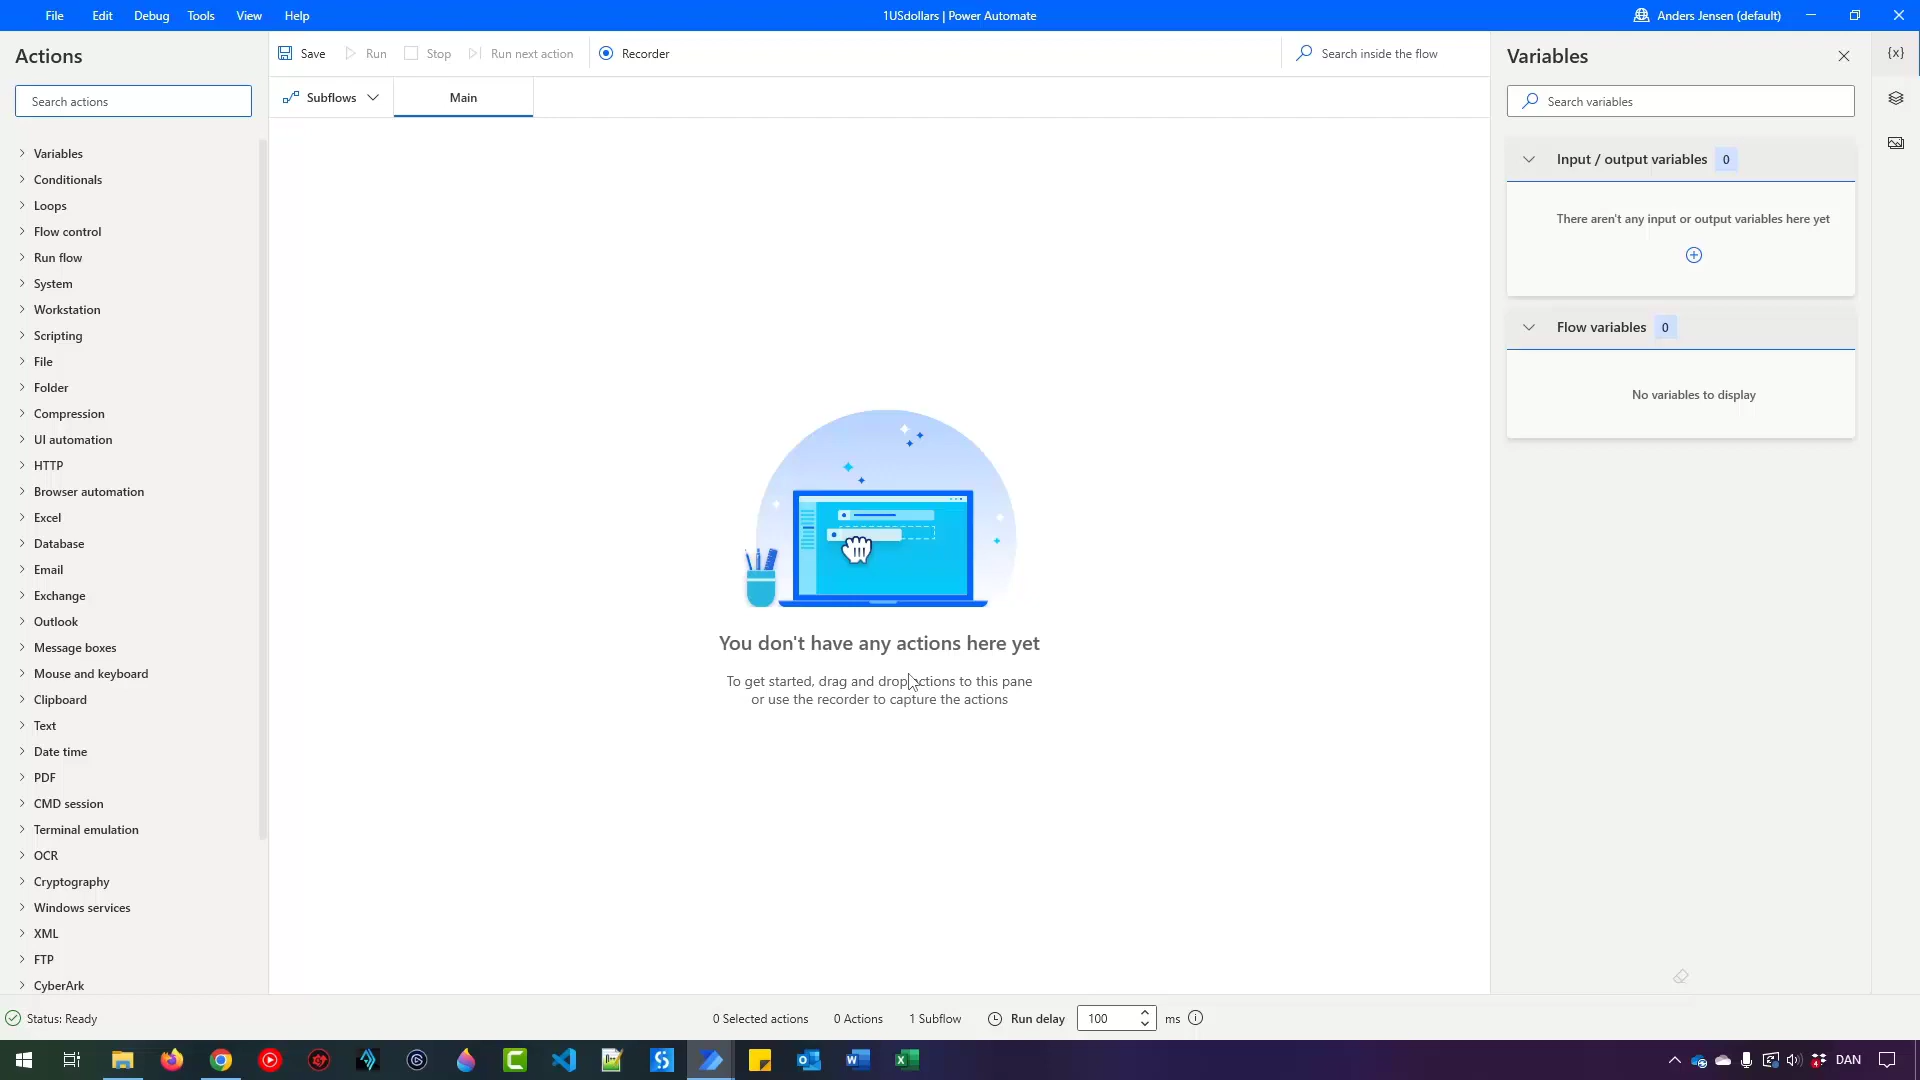 File Edit Debug Tools View Help
1USdollars | Power Automate
Anders Jensen (default)
Actions
Search actions
Variables
Conditionals
Loops
Flow control
Run flow
System
Workstation
Scripting
File
Folder
Compression
UI automation
HTTP
Browser automation
Excel
Database
Email
Exchange
Outlook
Message boxes
Mouse and keyboard
Clipboard
Text
Date time
PDF
CMD session
Terminal emulation
OCR
Cryptography
Windows services
XML
FTP
CyberArk
Save Run Stop Run next action Recorder
Search inside the flow
Subflows Main
You don't have any actions here yet
To get started, drag and drop actions to this pane
or use the recorder to capture the actions
Variables
{x}
Search variables
Input / output variables 0
There aren't any input or output variables here yet
Flow variables 0
No variables to display
Status: Ready
0 Selected actions 0 Actions 1 Subflow Run delay 100 ms
DAN